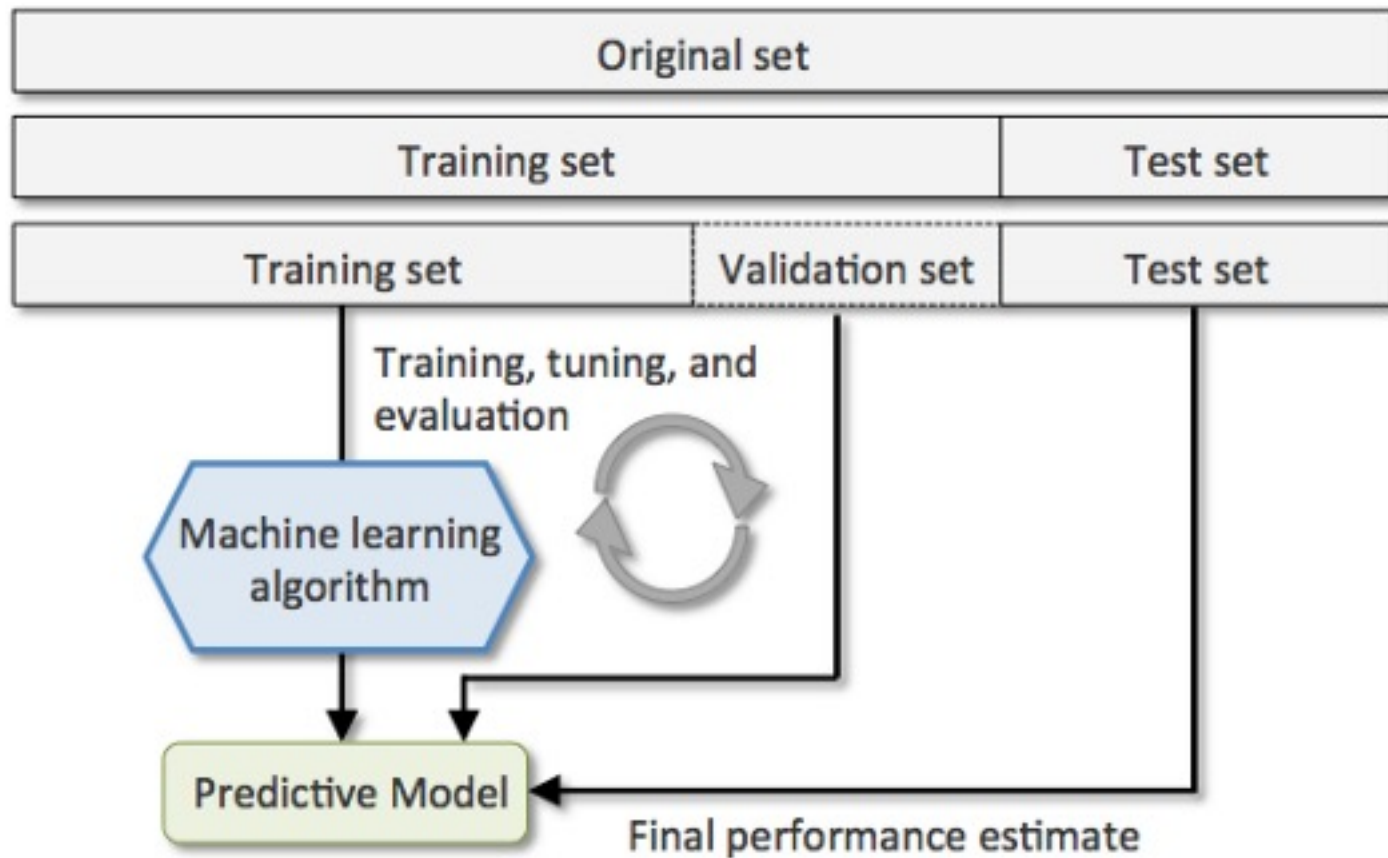 Original set
Training set
Test set
Training set
Validation set
Test set
Training, tuning, and
evaluation
Machine learning
algorithm
Predictive Model
Final performance estimate